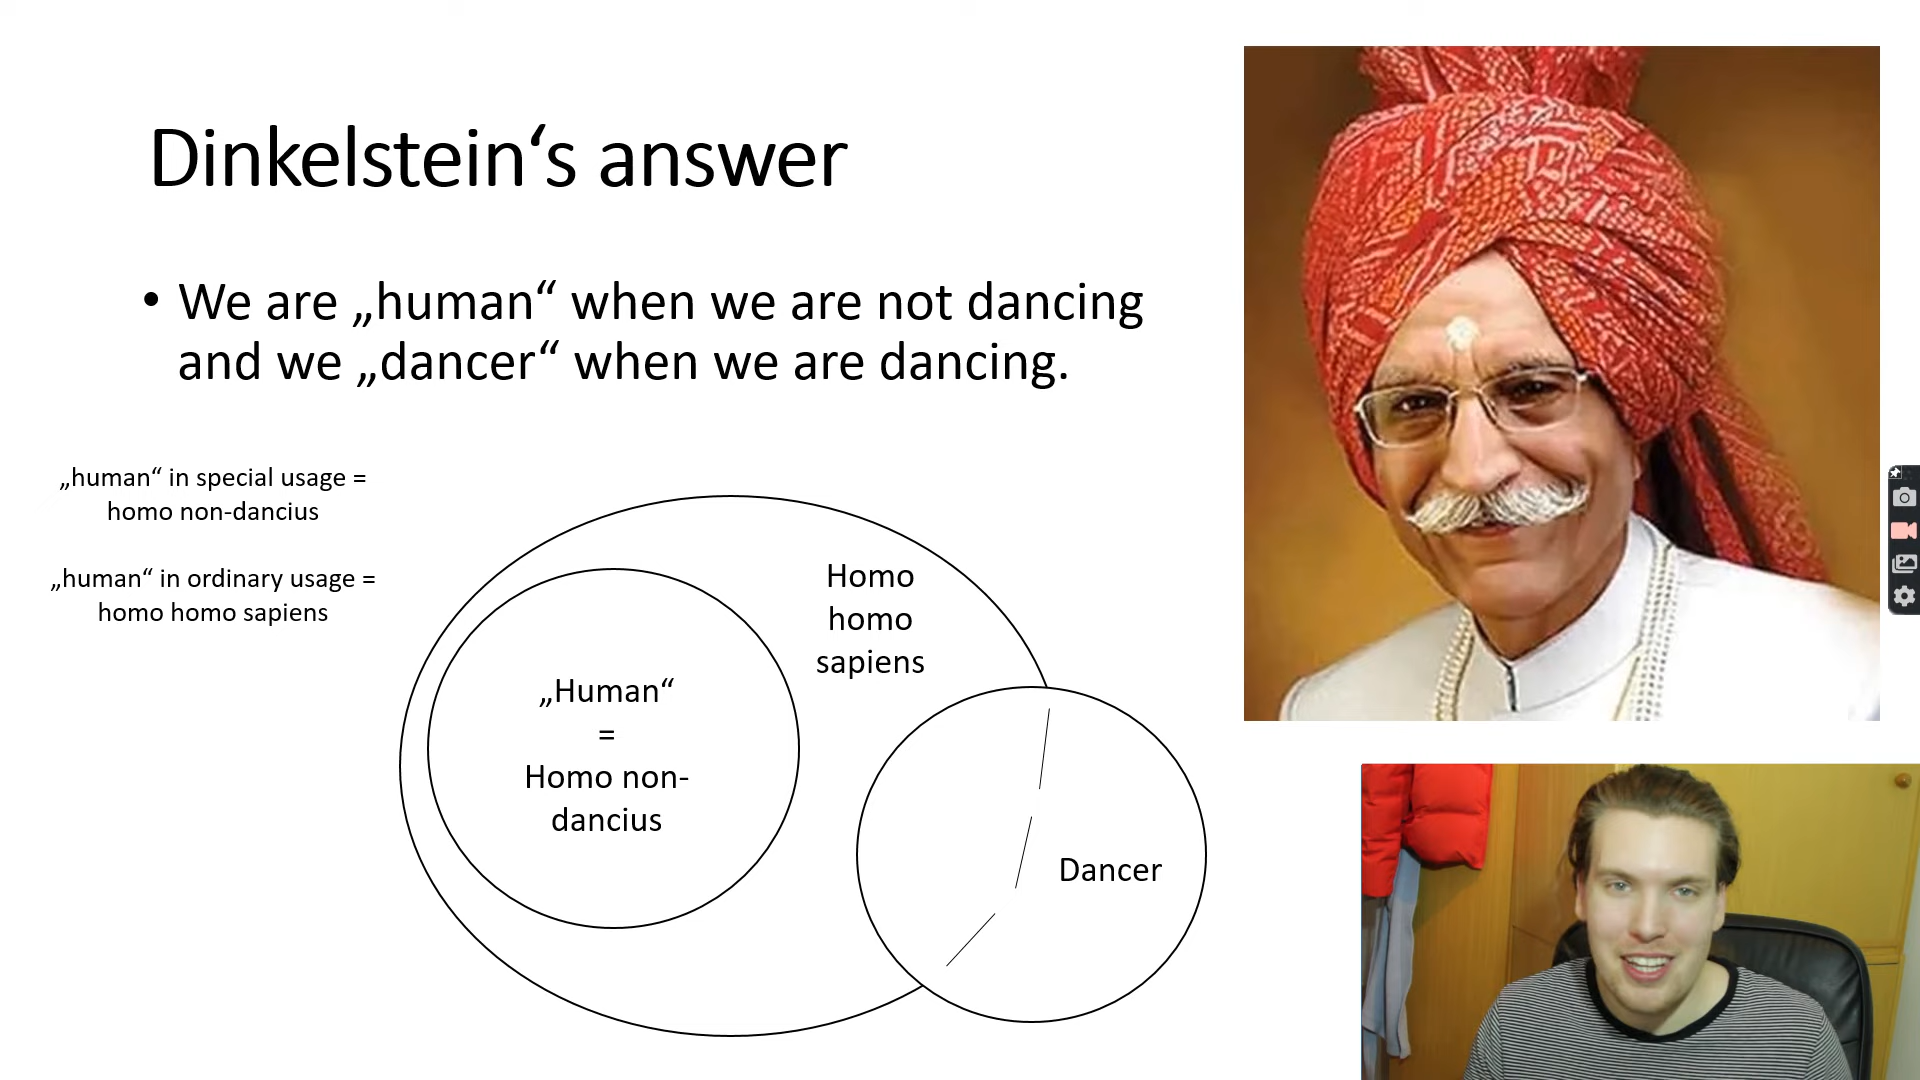 Dinkelstein‘s answer
• We are „human“ when we are not dancing
and we „dancer“ when we are dancing.
„human“ in special usage =
homo non-dancius
„human“ in ordinary usage =
homo homo sapiens
Homo
homo
sapiens
„Human“
=
Homo non-
dancius
Dancer